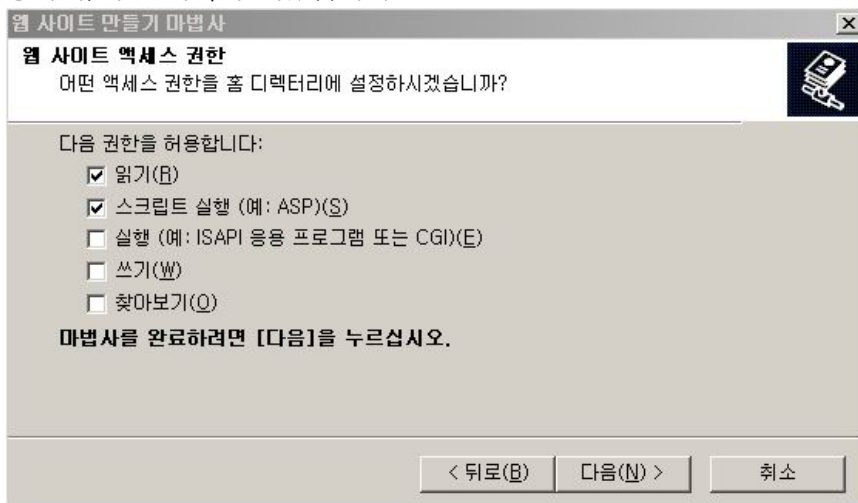 웹 사이트 만들기 마법사
웹 사이트 액세스 권한
어떤 액세스 권한을 홈 디렉터리에 설정하시겠습니까?
다음 권한을 허용합니다:
읽기(R)
스크립트 실행 (예: ASP)(S)
실행 (예: ISAPI 응용 프로그램 또는 CGI)(E)
쓰기(W)
찾아보기(O)
마법사를 완료하려면 [다음]을 누르십시오.
< 뒤로(B) 다음(N) > 취소